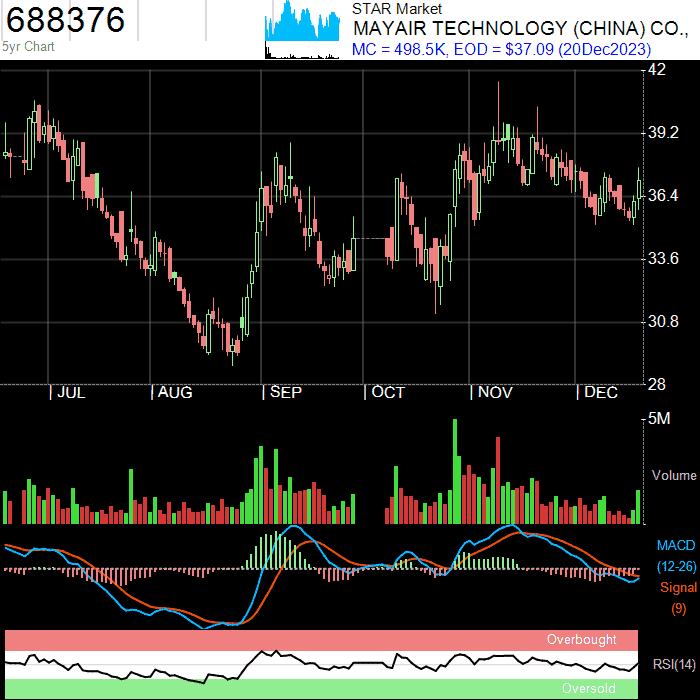 688376
5yr Chart
STAR Market
MAYAIR TECHNOLOGY (CHINA) CO.,
MC = 498.5K, EOD = $37.09 (20Dec2023)
42
39.2
36.4
33.6
30.8
28
| JUL | AUG | SEP | OCT | NOV | DEC
5M
Volume
MACD
(12-26)
Signal
(9)
Overbought
RSI(14)
Oversold